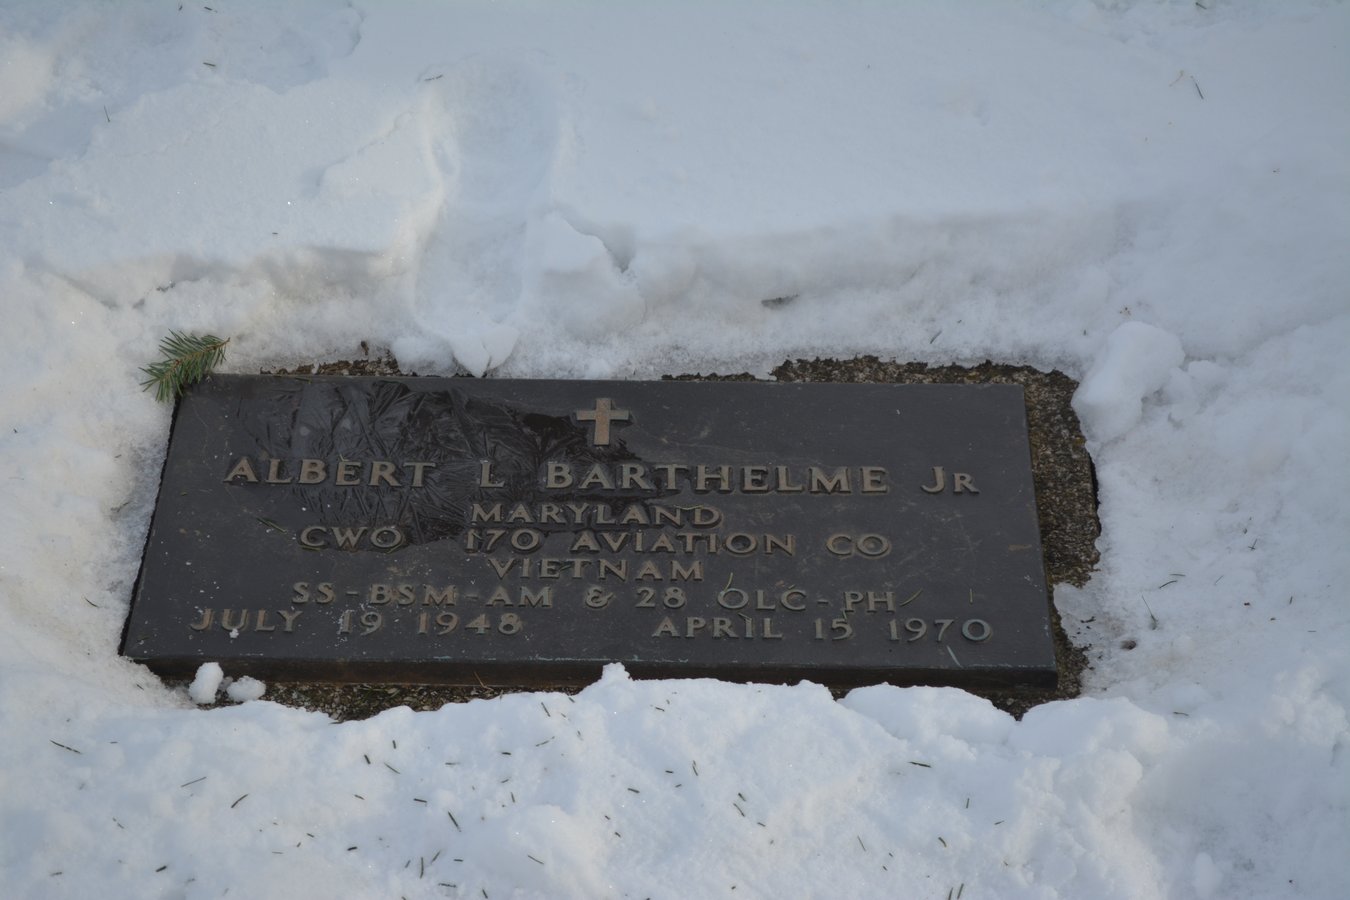 ALBERT L BARTHELME JR
MARYLAND
CWO 170 AVIATION CO
VIETNAM
SS-BSM-AM & 28 OLC-PH
JULY 19 1948 APRIL 15 1970